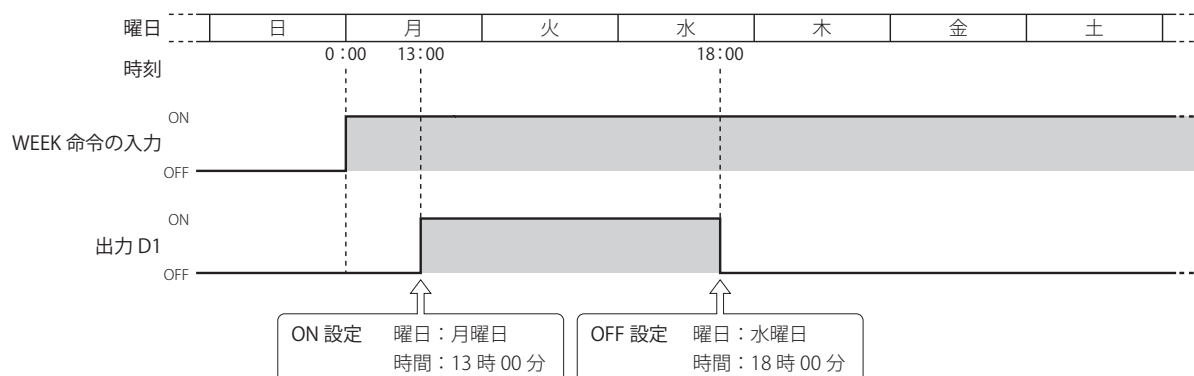 曜日 日 月 火 水 木 金 土
時刻 0:00 13:00 18:00
ON
WEEK 命令の入力
OFF
ON
出力 D1
OFF
ON 設定 曜日：月曜日
時間：13 時 00 分
OFF 設定 曜日：水曜日
時間：18 時 00 分